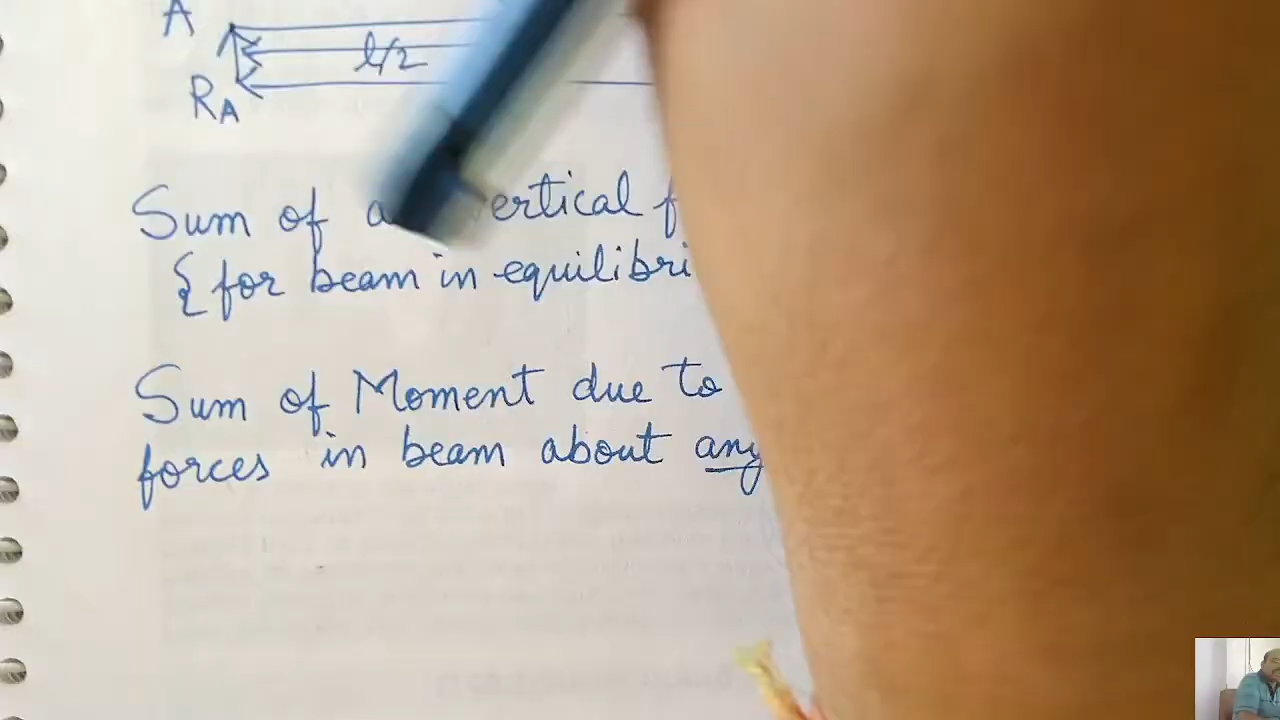 A
l/2
RA
Sum of ertical
{for beam in equilibri
Sum of Moment due to
forces in beam about any